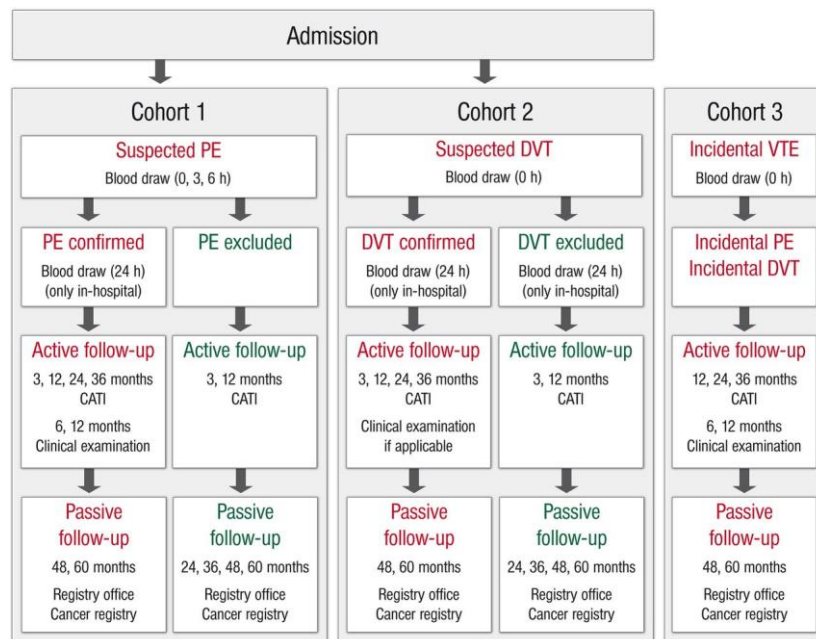 Admission
Cohort 1
Suspected PE
Blood draw (0, 3, 6 h)
PE confirmed
Blood draw (24 h)
(only in-hospital)
PE excluded
Active follow-up
3, 12, 24, 36 months
CATI
6, 12 months
Clinical examination
Active follow-up
3, 12 months
CATI
Passive
follow-up
48, 60 months
Registry office
Cancer registry
Passive
follow-up
24, 36, 48, 60 months
Registry office
Cancer registry
Cohort 2
Suspected DVT
Blood draw (0 h)
DVT confirmed
Blood draw (24 h)
(only in-hospital)
DVT excluded
Blood draw (24 h)
(only in-hospital)
Active follow-up
3, 12, 24, 36 months
CATI
Clinical examination
if applicable
Active follow-up
3, 12 months
CATI
Passive
follow-up
48, 60 months
Registry office
Cancer registry
Passive
follow-up
24, 36, 48, 60 months
Registry office
Cancer registry
Cohort 3
Incidental VTE
Blood draw (0 h)
Incidental PE
Incidental DVT
Active follow-up
12, 24, 36 months
CATI
6, 12 months
Clinical examination
Passive
follow-up
48, 60 months
Registry office
Cancer registry